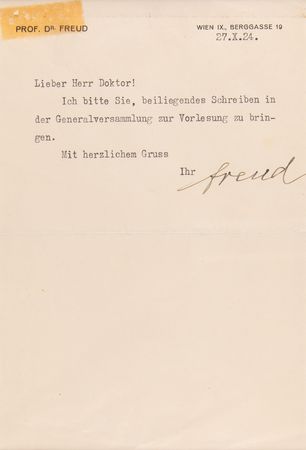 PROF. DR. FREUD
WIEN IX., BERGGASSE 19
27.X.24.
Lieber Herr Doktor!
Ich bitte Sie, beiliegendes Schreiben in
der Generalversammlung zur Vorlesung zu brin-
gen.
Mit herzlichem Gruss
Ihr freud